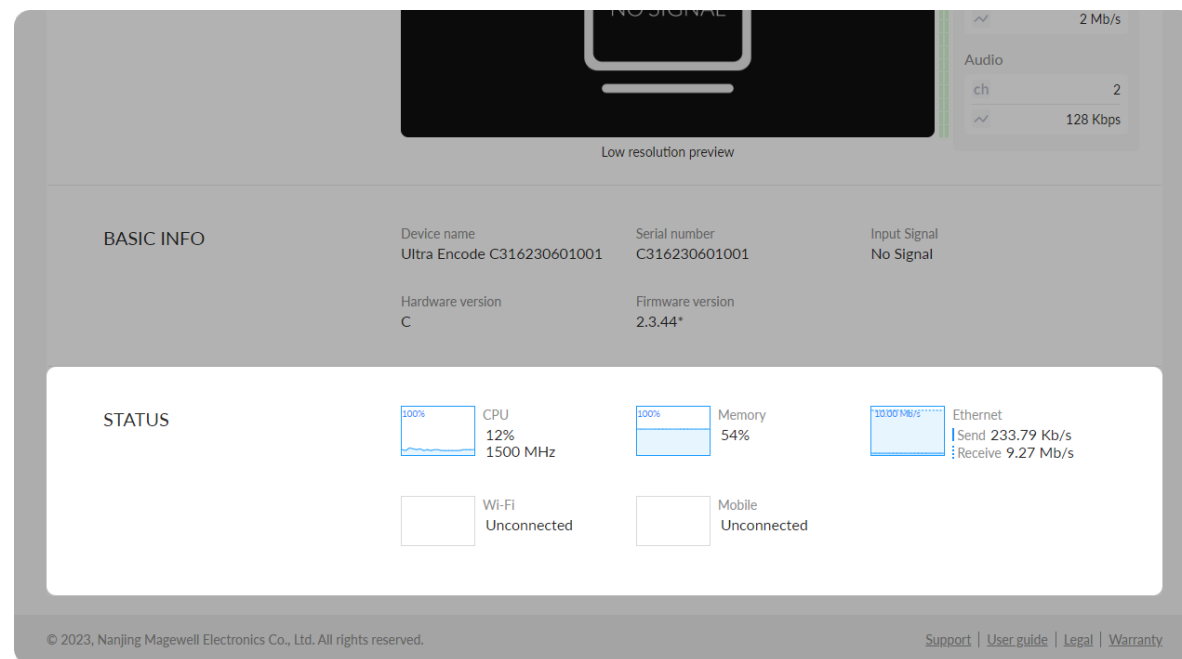 NO SIGNAL
2 Mb/s
Audio
ch 2
128 Kbps
Low resolution preview
BASIC INFO
Device name
Ultra Encode C316230601001
Serial number
C316230601001
Input Signal
No Signal
Hardware version
C
Firmware version
2.3.44*
STATUS
100%
CPU
12%
1500 MHz
100%
Memory
54%
10.00 Mb/s
Ethernet
Send 233.79 Kb/s
Receive 9.27 Mb/s
Wi-Fi
Unconnected
Mobile
Unconnected
© 2023, Nanjing Magewell Electronics Co., Ltd. All rights reserved.
Support | User guide | Legal | Warranty